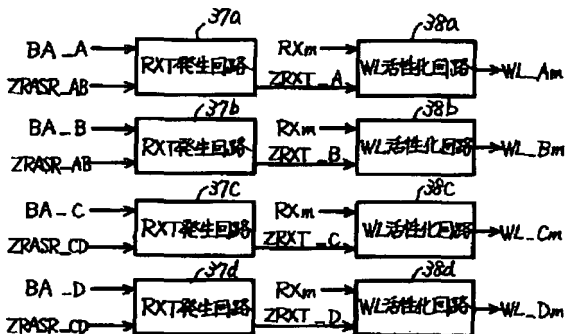 37a 38a
BA_A RXT発生回路 RXm WL活性化回路 WL_Am
ZRASR_AB ZRXT_A
37b 38b
BA_B RXT発生回路 RXm WL活性化回路 WL_Bm
ZRASR_AB ZRXT_B
37c 38c
BA_C RXT発生回路 RXm WL活性化回路 WL_Cm
ZRASR_CD ZRXT_C
37d 38d
BA_D RXT発生回路 RXm WL活性化回路 WL_Dm
ZRASR_CD ZRXT_D